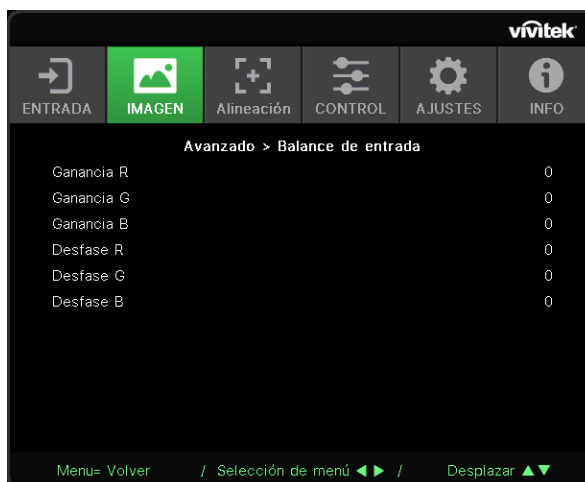 vivitek
ENTRADA IMAGEN Alineación CONTROL AJUSTES INFO
Avanzado > Balance de entrada
Ganancia R 0
Ganancia G 0
Ganancia B 0
Desfase R 0
Desfase G 0
Desfase B 0
Menu= Volver / Selección de menú ◀ ▶ / Desplazar ▲▼